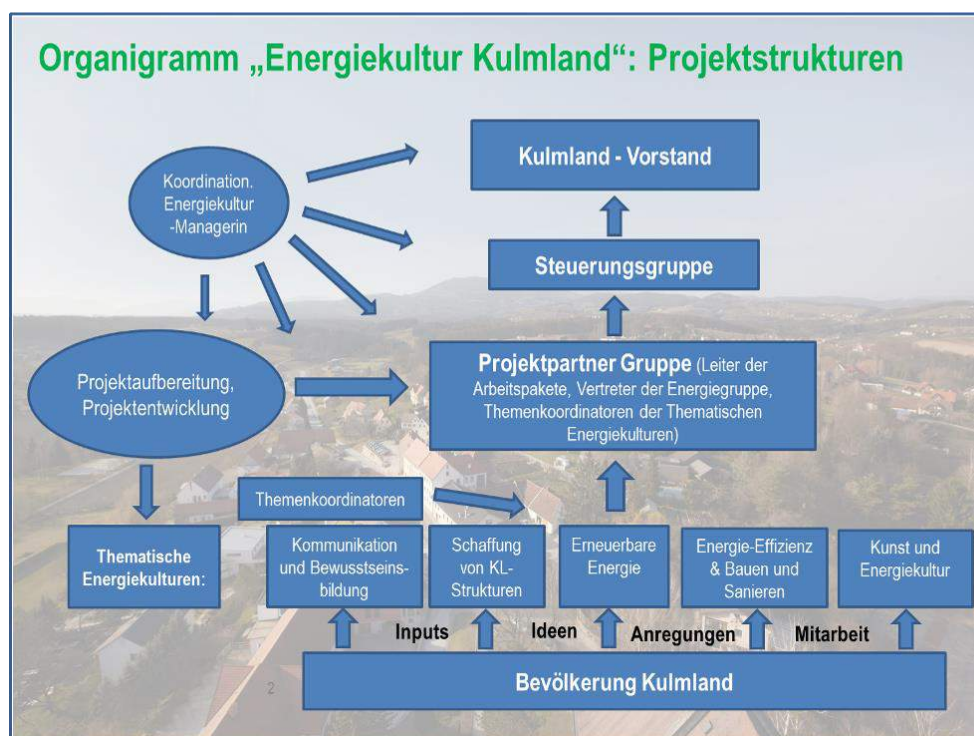 Organigramm „Energiekultur Kulmland“: Projektstrukturen
Koordination.
Energiekultur
-Managerin
Kulmland - Vorstand
Steuerungsgruppe
Projektaufbereitung,
Projektentwicklung
Projektpartner Gruppe (Leiter der
Arbeitspakete, Vertreter der Energiegruppe,
Themenkoordinatoren der Thematischen
Energiekulturen)
Themenkoordinatoren
Thematische
Energiekulturen:
Kommunikation
und Bewusstseins-
bildung
Schaffung
von KL-
Strukturen
Erneuerbare
Energie
Energie-Effizienz
& Bauen und
Sanieren
Kunst und
Energiekultur
Inputs
Ideen
Anregungen
Mitarbeit
Bevölkerung Kulmland
2